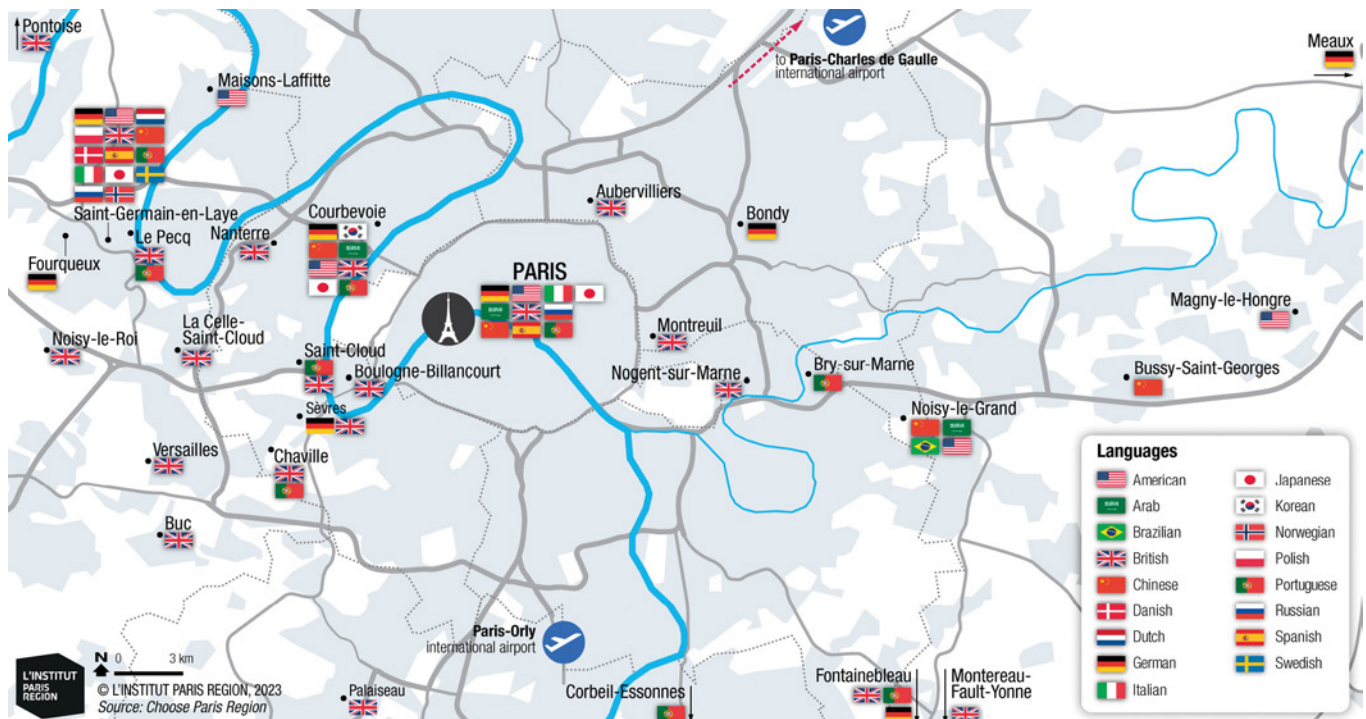 Pontoise
Maisons-Laffitte
to Paris-Charles de Gaulle
international airport
Meaux
Saint-Germain-en-Laye
Le Pecq
Fourqueux
Nanterre
Courbevoie
Aubervilliers
Bondy
PARIS
Noisy-le-Roi
La Celle-
Saint-Cloud
Saint-Cloud
Boulogne-Billancourt
Montreuil
Nogent-sur-Marne
Bry-sur-Marne
Magny-le-Hongre
Bussy-Saint-Georges
Sèvres
Noisy-le-Grand
Versailles
Chaville
Buc
Paris-Orly
international airport
Palaiseau
Corbeil-Essonnes
Fontainebleau
Montereau-
Fault-Yonne
Languages
American
Arab
Brazilian
British
Chinese
Danish
Dutch
German
Italian
Japanese
Korean
Norwegian
Polish
Portuguese
Russian
Spanish
Swedish
L'INSTITUT
PARIS
REGION
N 0 3 km
© L'INSTITUT PARIS REGION, 2023
Source: Choose Paris Region